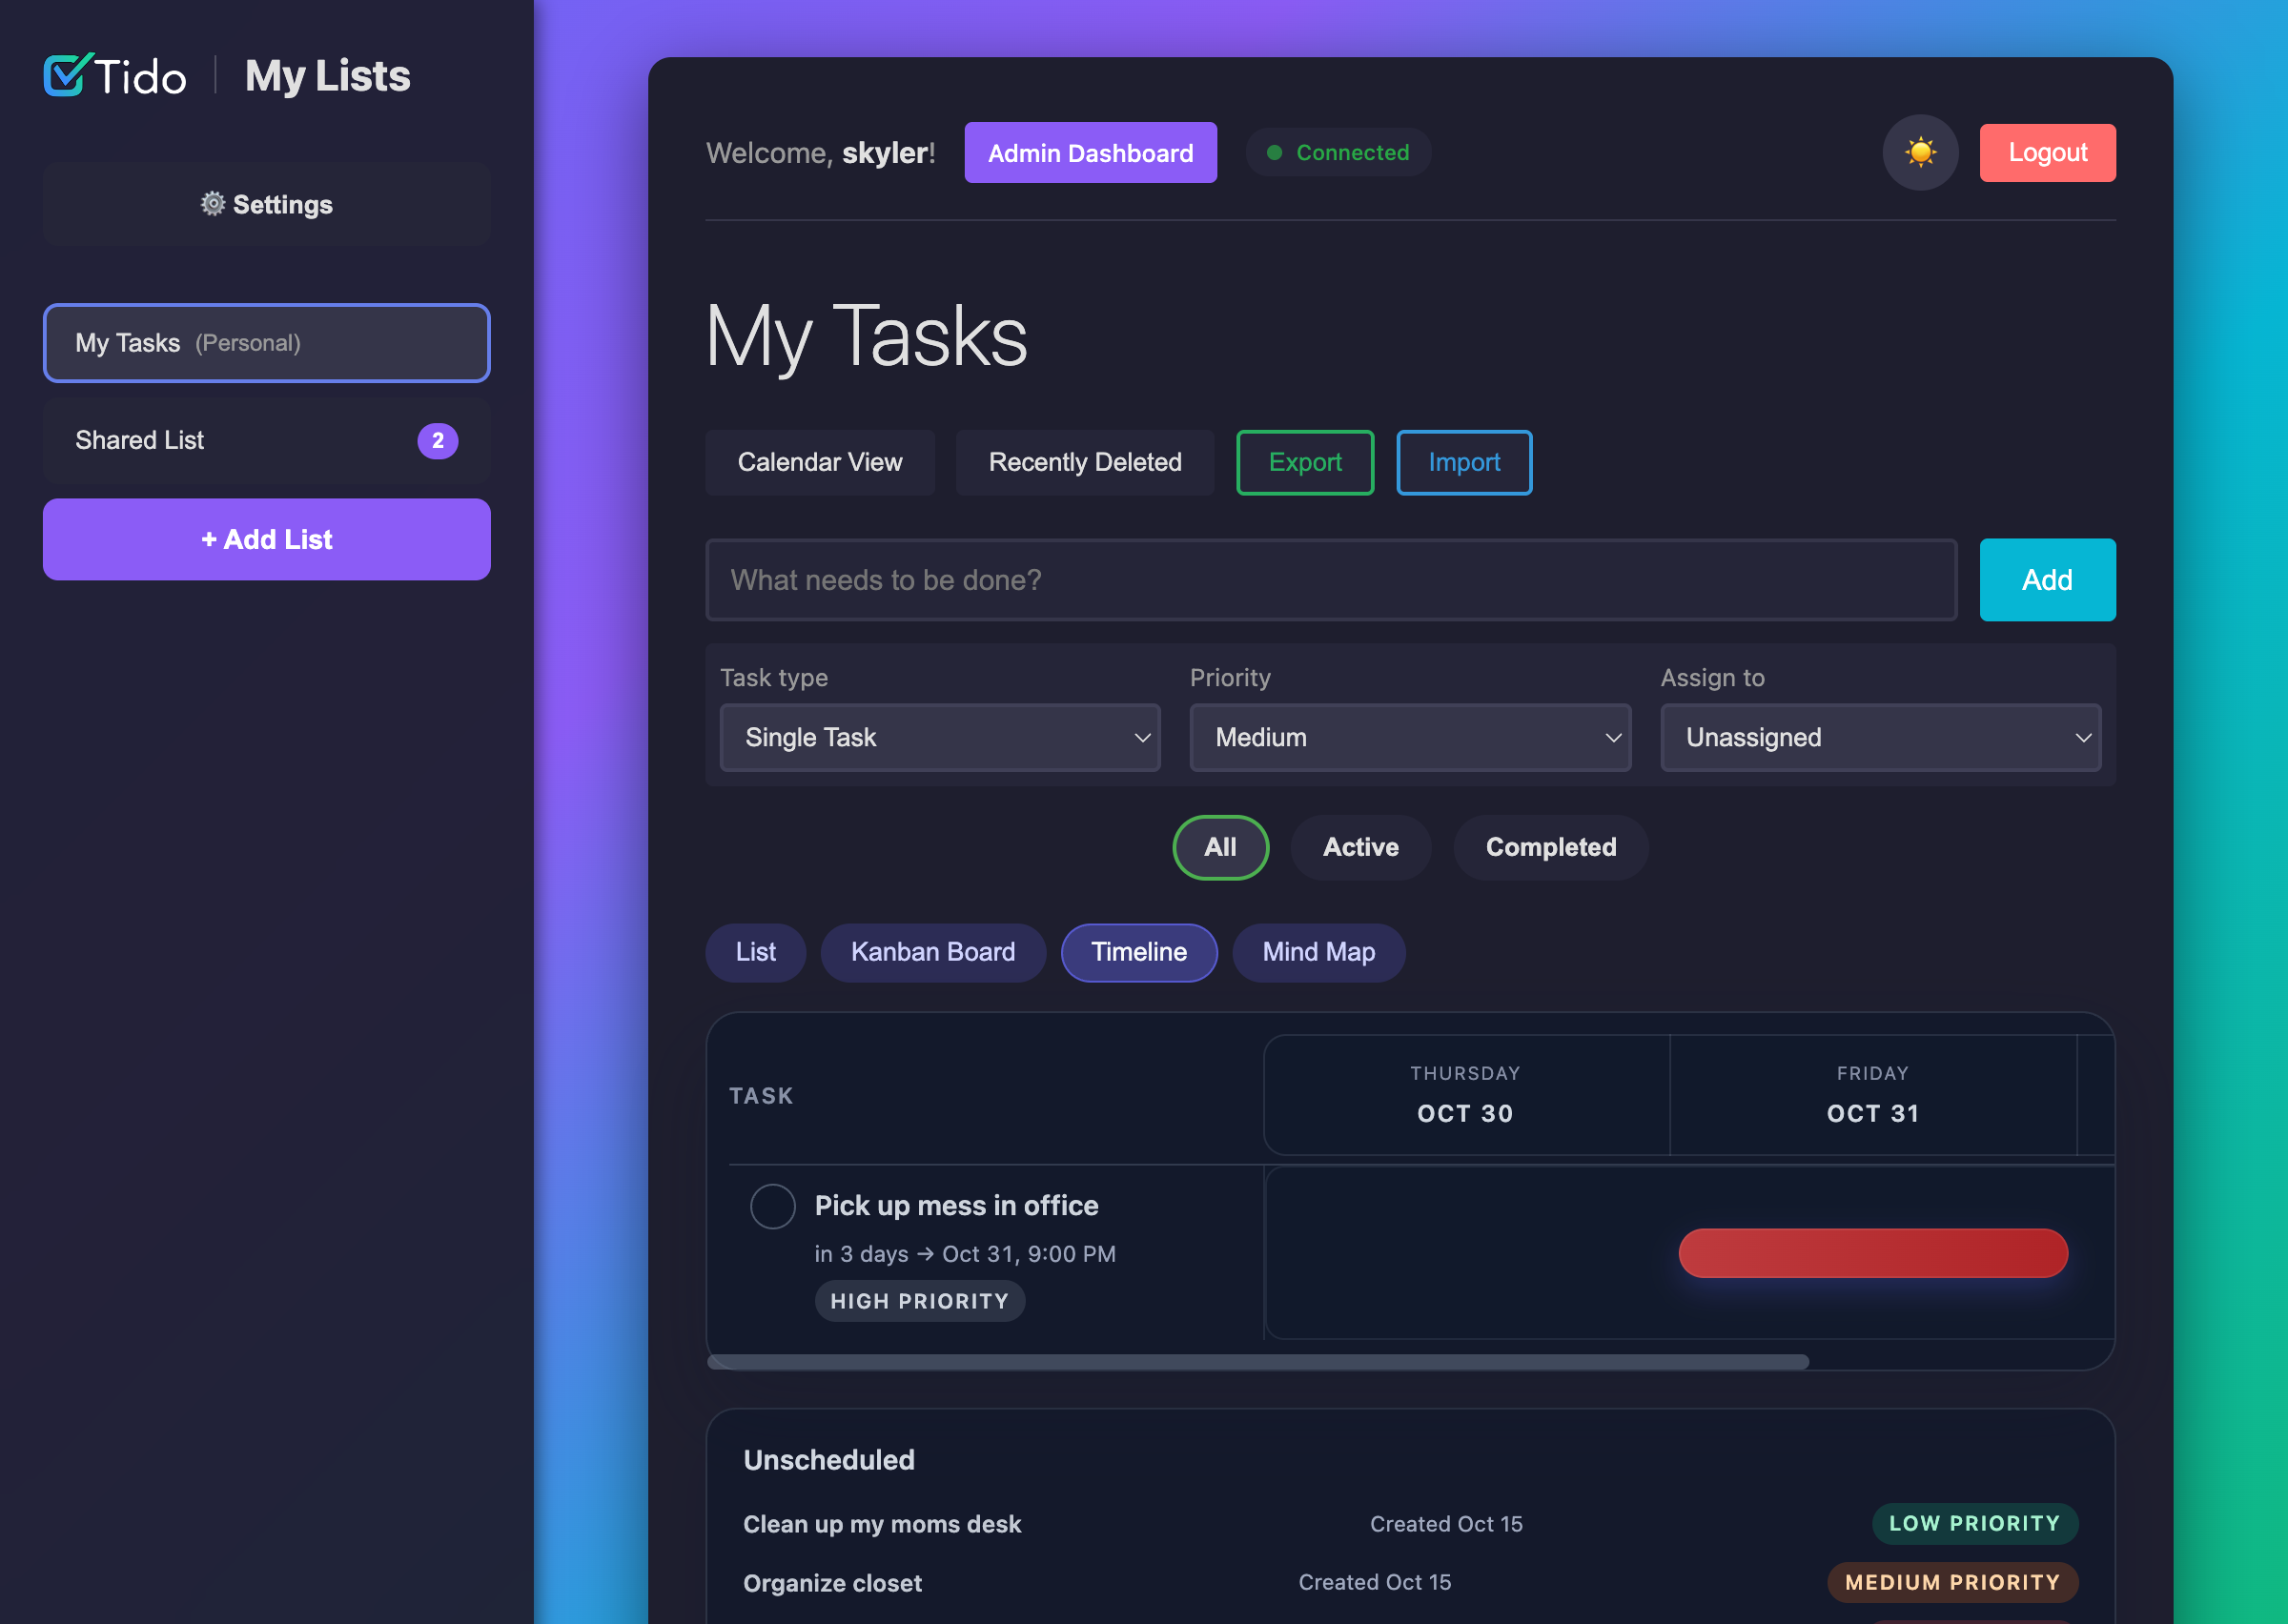 Tido
My Lists
⚙ Settings
My Tasks (Personal)
Shared List 2
+ Add List
Welcome, skyler!
Admin Dashboard
Connected
Logout
My Tasks
Calendar View
Recently Deleted
Export
Import
What needs to be done?
Add
Task type
Priority
Assign to
Single Task
Medium
Unassigned
All
Active
Completed
List
Kanban Board
Timeline
Mind Map
TASK
THURSDAY
OCT 30
FRIDAY
OCT 31
Pick up mess in office
in 3 days → Oct 31, 9:00 PM
HIGH PRIORITY
Unscheduled
Clean up my moms desk
Created Oct 15
LOW PRIORITY
Organize closet
Created Oct 15
MEDIUM PRIORITY